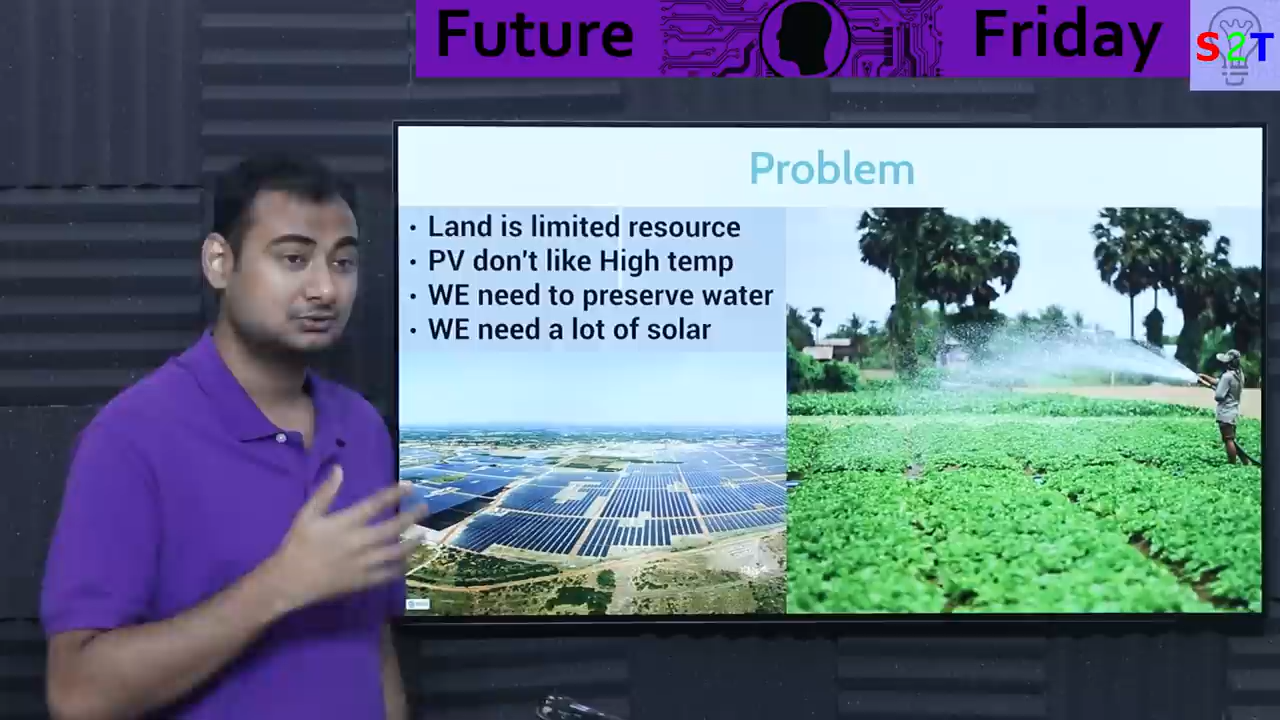 Future Friday
S2T
Problem
• Land is limited resource
• PV don't like High temp
• WE need to preserve water
• WE need a lot of solar